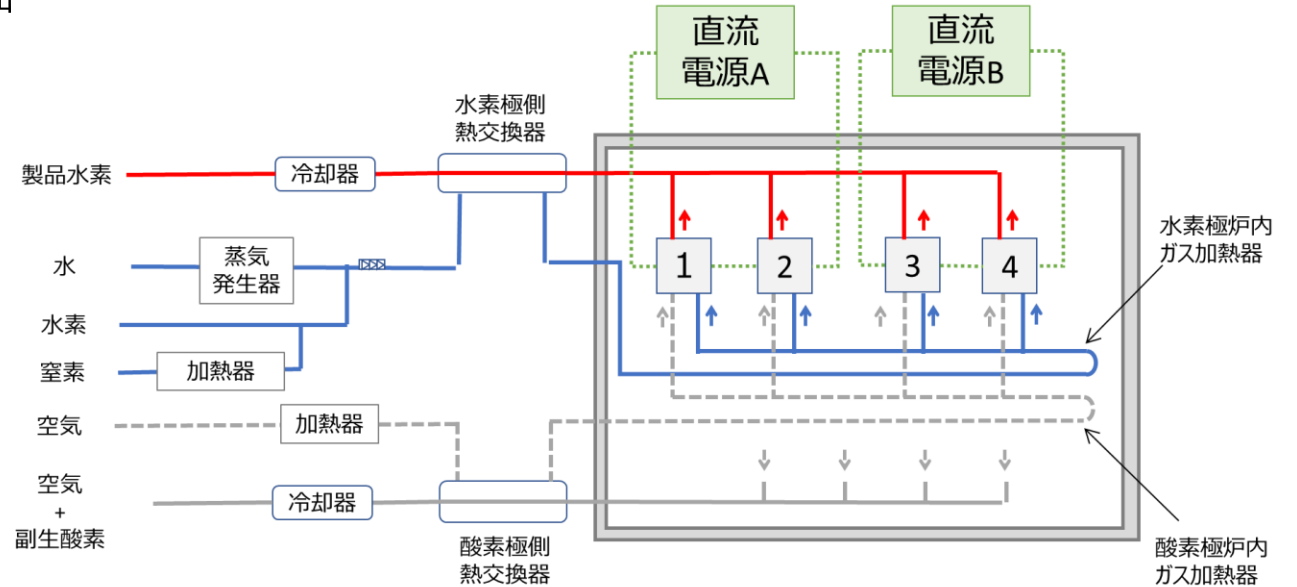 直流
電源A
直流
電源B
水素極側
熱交換器
製品水素
冷却器
水
蒸気
発生器
水素
窒素
加熱器
空気
加熱器
空気
+
副生酸素
冷却器
酸素極側
熱交換器
1
2
3
4
水素極炉内
ガス加熱器
酸素極炉内
ガス加熱器